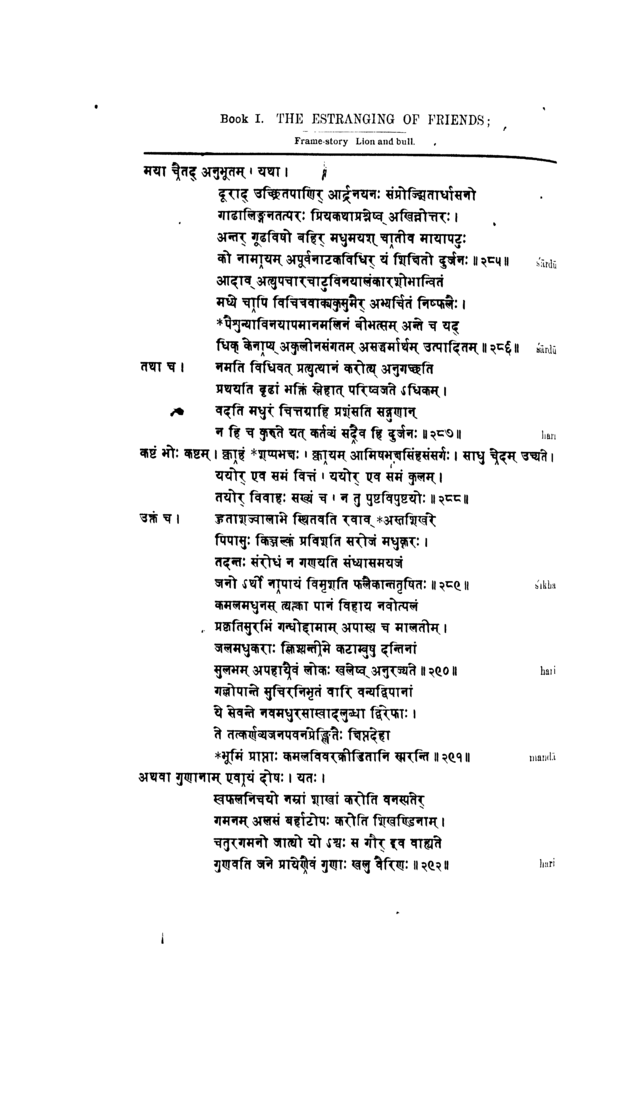 Book I. THE ESTRANGING OF FRIENDS;
Frame-story Lion and bull.
मया चैतद् अनुभूतम् । यथा ।
दूराद् उच्छ्रितपाणिर् आर्द्रनयनः संप्रोज्झितार्धासनो
गाढालिङ्गनतत्परः प्रियकथाप्रश्नेष्व् अखिन्नोत्तरः ।
अन्तर् गूढविषो बहिर् मधुमयश् चातीव मायापटुः
को नामायम् अपूर्वनाटकविधिर् यं शिक्षितो दुर्जनः ॥ २८५ ॥ śārdū
आदाव् अत्युपचारचाटुविनयालंकारशोभान्वितं
मध्ये चापि विचित्रवाक्यकुसुमैर् अभ्यर्चितं निष्फलैः ।
*पैशुन्याविनयापमानमलिनं बीभत्सम् अन्ते च यद्
धिक् केनाप्य् अकुलीनसंगतम् असद्धर्मार्थम् उत्पादितम् ॥ २८६ ॥ śārdū
तथा च । नमति विधिवत् प्रत्युत्थानं करोत्य् अनुगच्छति
प्रथयति दृढां भक्तिं स्नेहात् परिष्वजते ऽधिकम् ।
वदति मधुरं चित्तग्राहि प्रशंसति सद्गुणान्
न हि च कुरुते यत् कर्तव्यं सदैव हि दुर्जनः ॥ २८७ ॥ hari
कष्टं भोः कष्टम् । क्वाहं *शष्पभक्षः । क्वायम् आमिषभक्षसिंहसंसर्गः । साधु चेदम् उच्यते ।
ययोर् एव समं वित्तं । ययोर् एव समं कुलम् ।
तयोर् विवाहः सख्यं च । न तु पुष्टविपुष्टयोः ॥ २८८ ॥
उक्तं च । हुताशज्वालाभे स्थितवति रवाव् *अस्तशिखरे
पिपासुः किञ्जल्कं प्रविशति सरोजं मधुकरः ।
तदन्तः संरोधं न गणयति संध्यासमयजं
जनो ऽर्थी नापायं विमृशति फलैकान्ततृषितः ॥ २८९ ॥ śikha
कमलमधुनस् त्यक्त्वा पानं विहाय नवोत्पलं
प्रकृतिसुरभिं गन्धोद्दामाम् अपास्य च मालतीम् ।
जलमधुकराः क्लिश्यन्तीमे कटाम्बुषु दन्तिनां
सुलभम् अपहायैवं लोकः खलेष्व् अनुरज्यते ॥ २९० ॥ hari
गल्लोपान्ते सुचिरनिभृतं वारि वन्यद्विपानां
ये सेवन्ते नवमधुरसास्वादलुब्धा द्विरेफाः ।
ते तत्कर्णव्यजनपवनप्रेङ्खितैः क्षिप्तदेहा
*भूमिं प्राप्ताः कमलविवरक्रीडितानि स्मरन्ति ॥ २९१ ॥ mandā
अथवा गुणानाम् एवायं दोषः । यतः ।
स्वफलनिचयो नम्रां शाखां करोति वनस्पतेर्
गमनम् अलसं बर्हाटोपः करोति शिखण्डिनाम् ।
चतुरगमनो जात्यो यो ऽश्वः स गौर् इव वाह्यते
गुणवति जने प्रायेणैवं गुणाः खलु वैरिणः ॥ २९२ ॥ hari